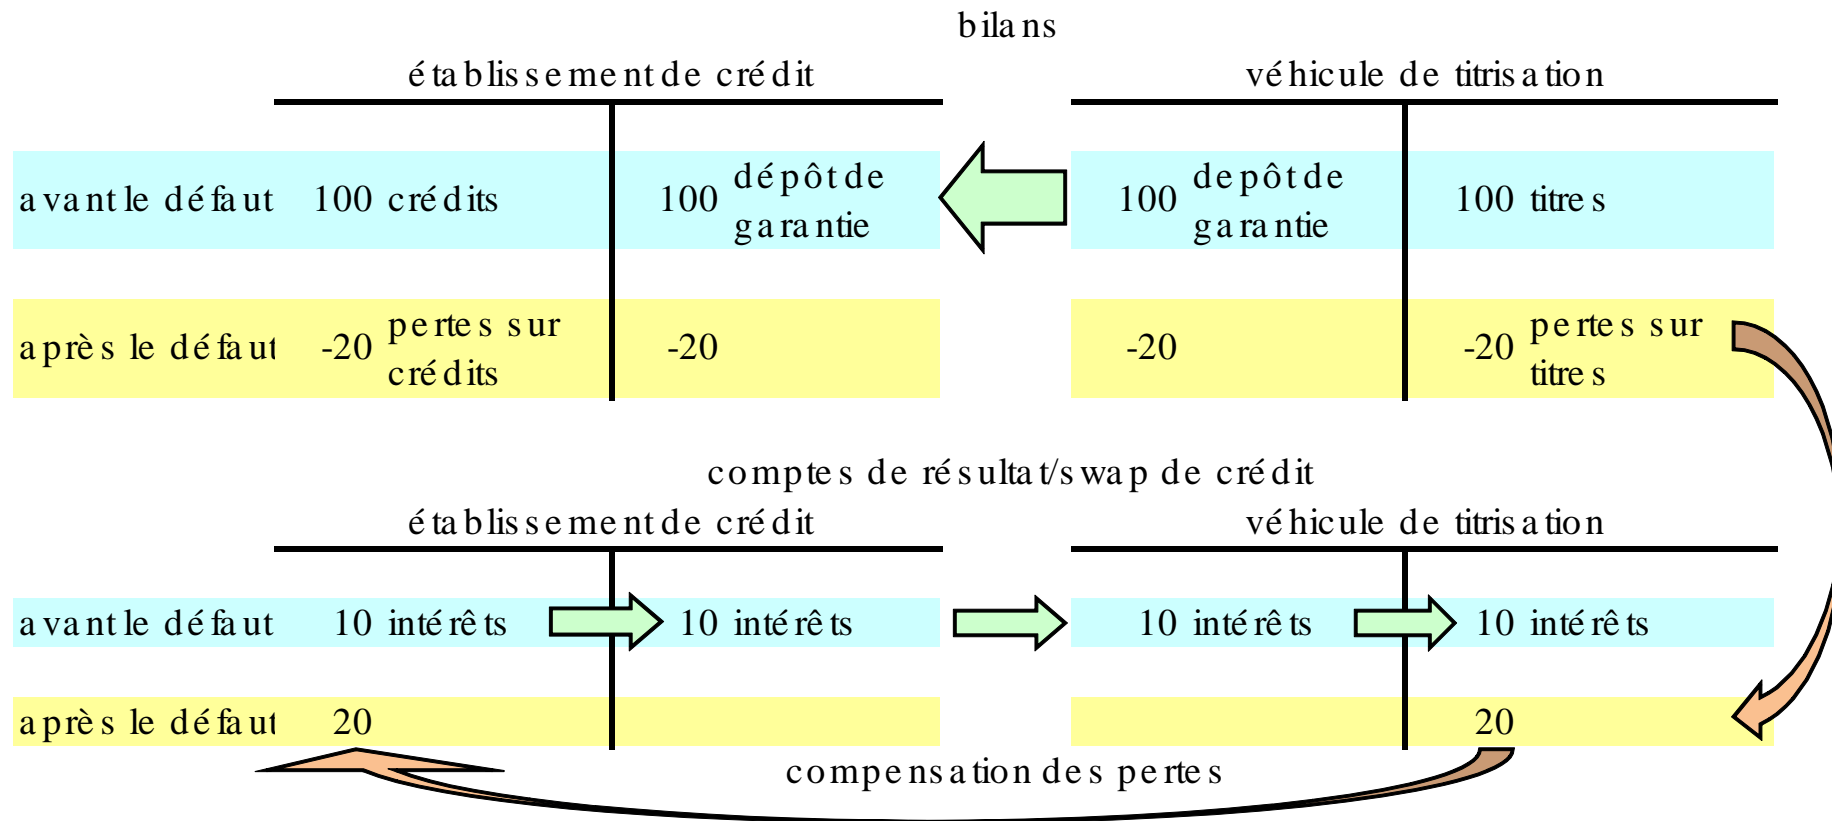 bilans
établissement de crédit véhicule de titrisation
avant le défaut 100 crédits 100 dépôt de garantie 100 depôt de garantie 100 titres
après le défaut -20 pertes sur crédits -20 -20 -20 pertes sur titres
comptes de résultat/swap de crédit
établissement de crédit véhicule de titrisation
avant le défaut 10 intérêts 10 intérêts 10 intérêts 10 intérêts
après le défaut 20 20
compensation des pertes